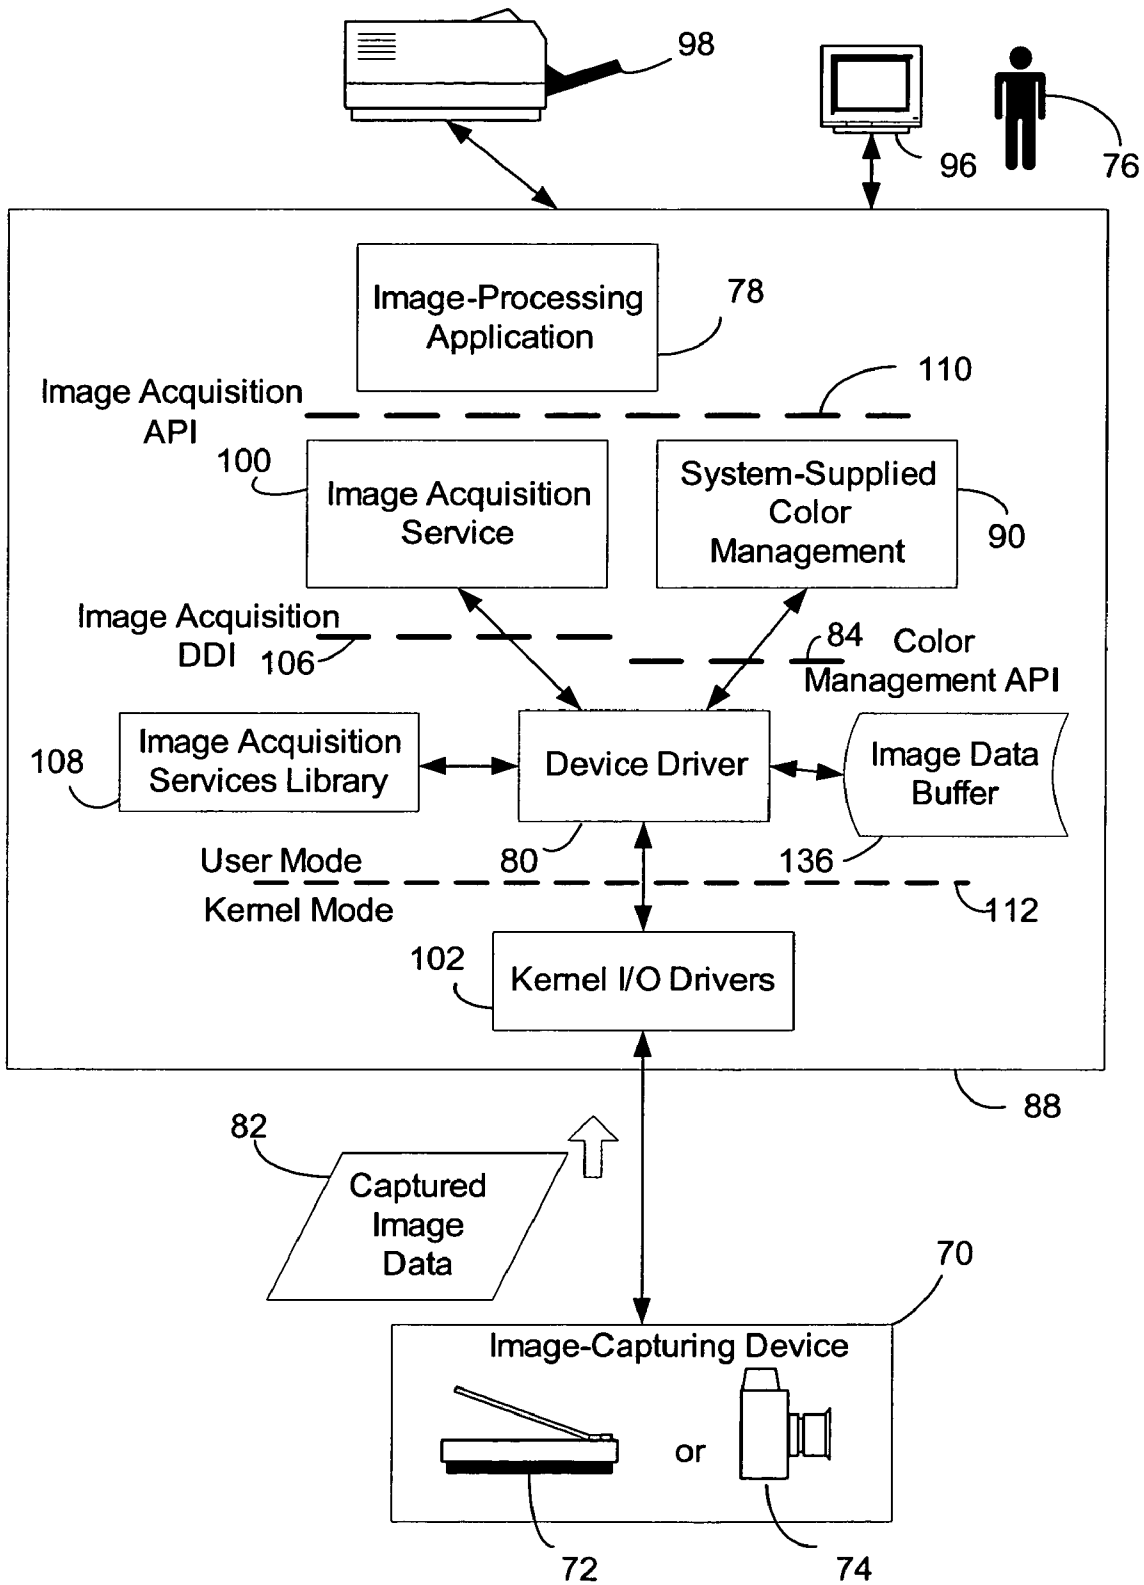 98
96
76
Image-Processing
Application
78
Image Acquisition
API
110
100
Image Acquisition
Service
System-Supplied
Color
Management
90
Image Acquisition
DDI
106
84
Color
Management API
108
Image Acquisition
Services Library
Device Driver
Image Data
Buffer
80
136
User Mode
Kernel Mode
112
102
Kernel I/O Drivers
88
82
Captured
Image
Data
70
Image-Capturing Device
or
72
74